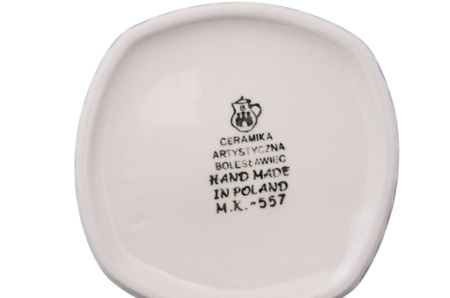 CERAMIKA
ARTYSTYCZNA
BOLESŁAWIEC
HAND MADE
IN POLAND
M.K.-557